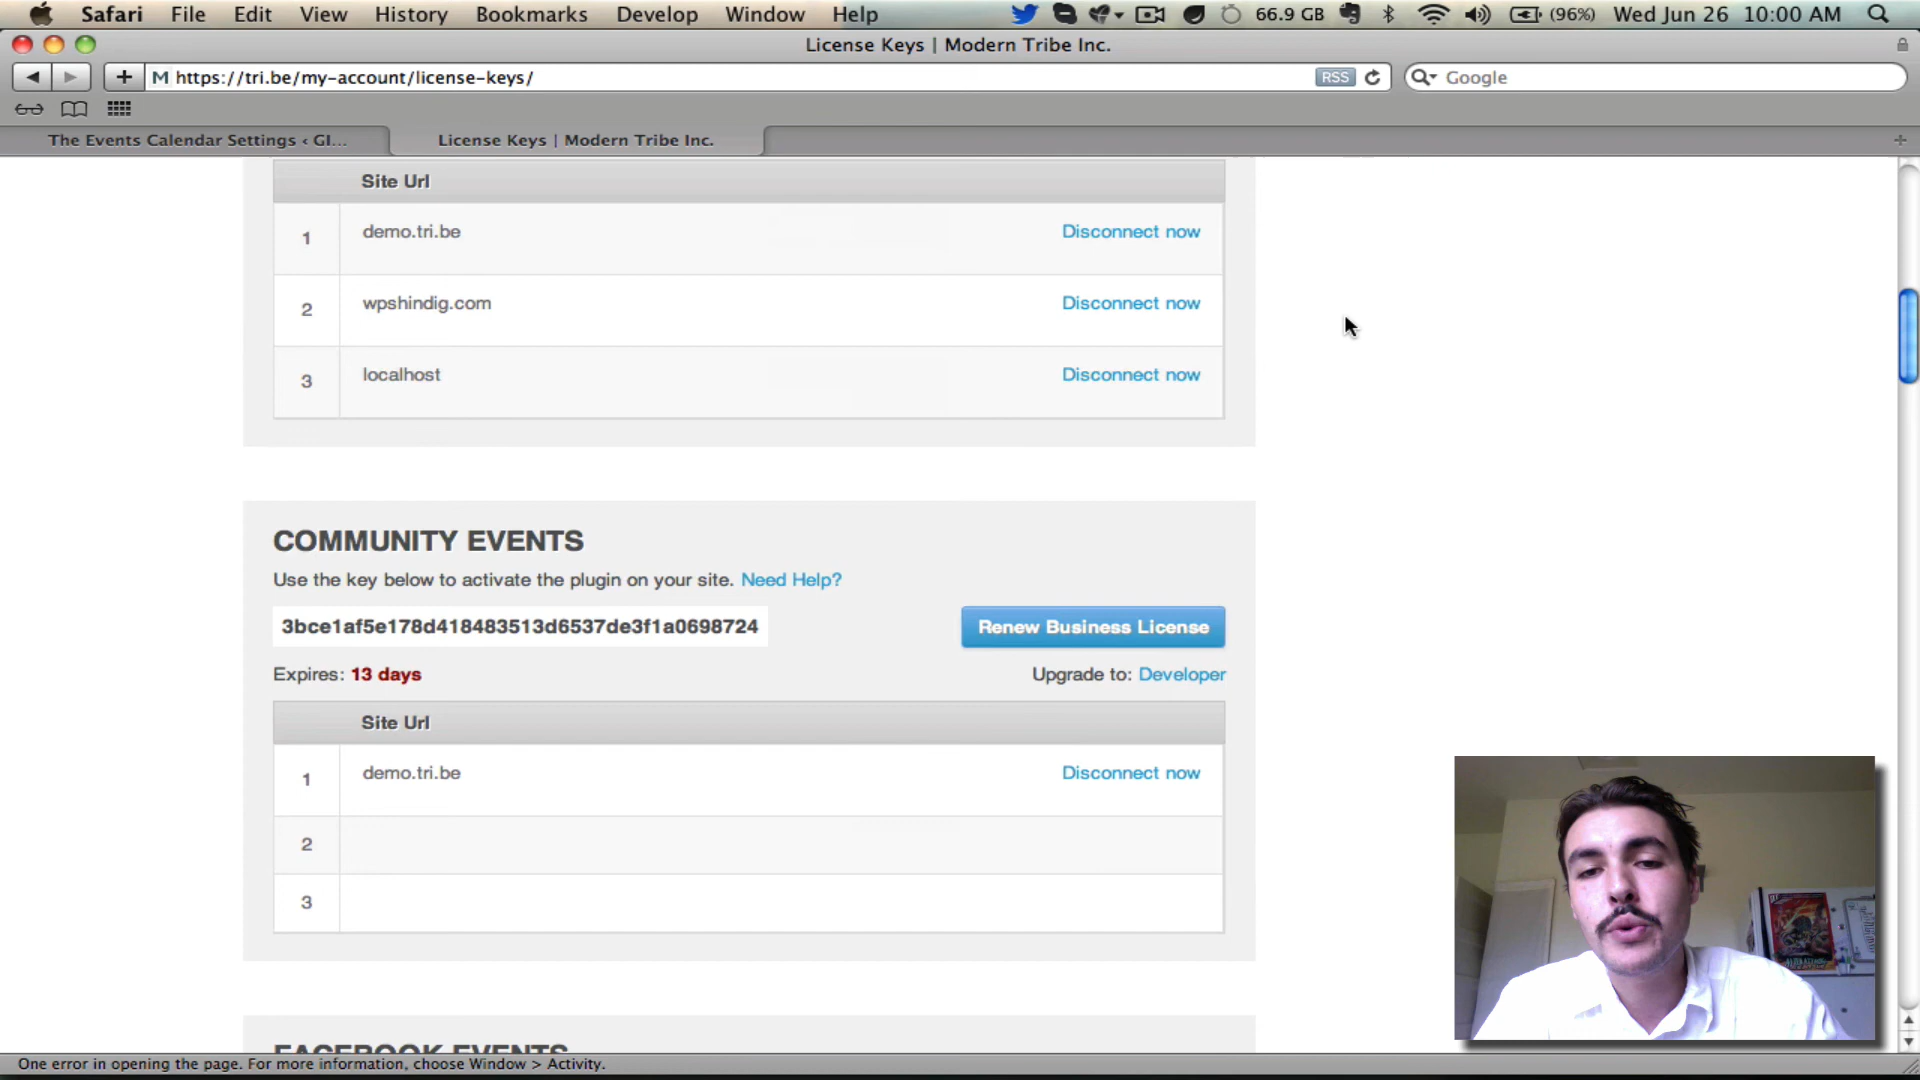 Safari File Edit View History Bookmarks Develop Window Help 66.9 GB (96%) Wed Jun 26 10:00 AM
License Keys | Modern Tribe Inc.
M https://tri.be/my-account/license-keys/ RSS Google
The Events Calendar Settings ‹ GI... License Keys | Modern Tribe Inc.
Site Url
1 demo.tri.be Disconnect now
2 wpshindig.com Disconnect now
3 localhost Disconnect now
COMMUNITY EVENTS
Use the key below to activate the plugin on your site. Need Help?
3bce1af5e178d418483513d6537de3f1a0698724 Renew Business License
Expires: 13 days Upgrade to: Developer
Site Url
1 demo.tri.be Disconnect now
2
3
FACEBOOK EVENTS
One error in opening the page. For more information, choose Window > Activity.